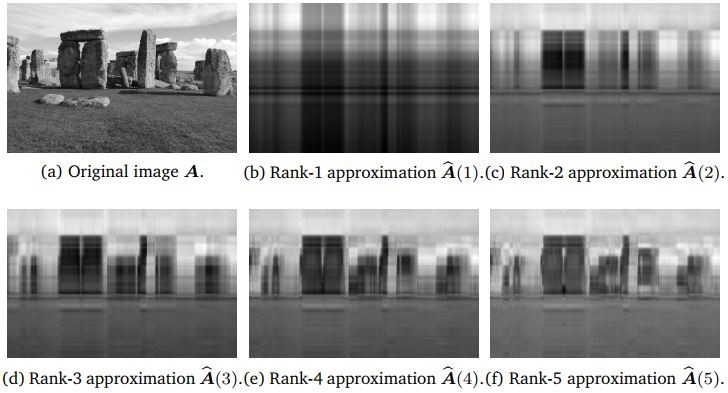 (a) Original image A.
(b) Rank-1 approximation Â(1).
(c) Rank-2 approximation Â(2).
(d) Rank-3 approximation Â(3).
(e) Rank-4 approximation Â(4).
(f) Rank-5 approximation Â(5).